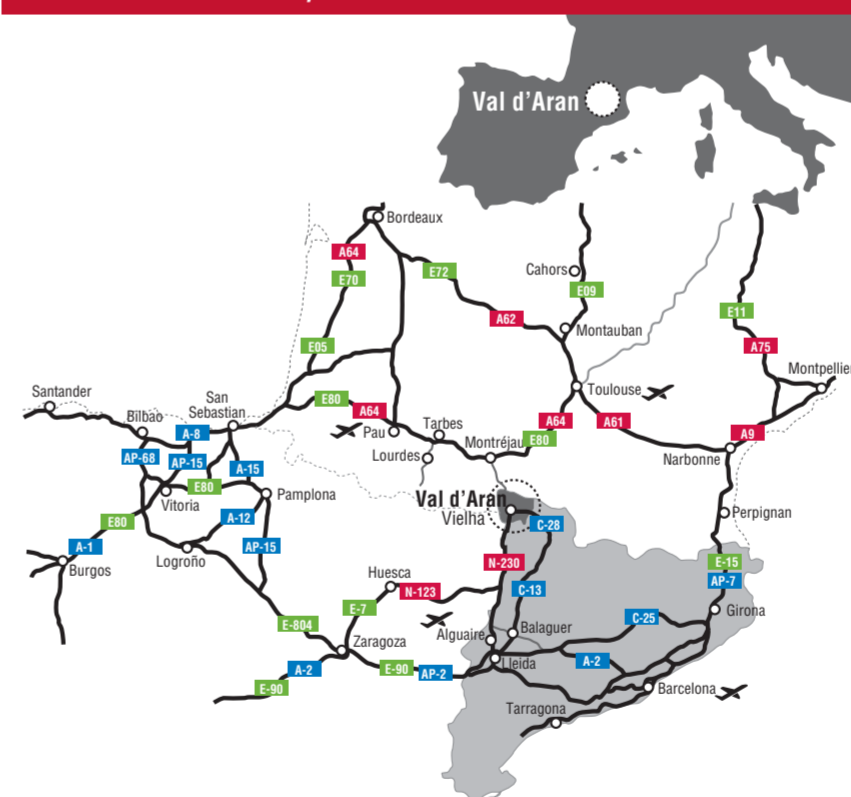 Val d'Aran
Bordeaux
A64
E70
E72
Cahors
E09
E11
A62
Montauban
E05
A75
Montpellier
Toulouse
Santander
San
Sebastian
E80
A64
Bilbao
A-8
Pau
Tarbes
A64
A61
A9
E80
Montréjau
Lourdes
Narbonne
AP-68
AP-15
A-15
E80
Vitoria
Pamplona
Val d'Aran
Vielha
C-28
Perpignan
E80
A-12
A-1
AP-15
Logroño
Burgos
N-230
E-15
AP-7
Huesca
N-123
C-13
E-7
Girona
E-804
C-25
Balaguer
Alguaire
Zaragoza
A-2
E-90
AP-2
Lleida
A-2
E-90
Barcelona
Tarragona